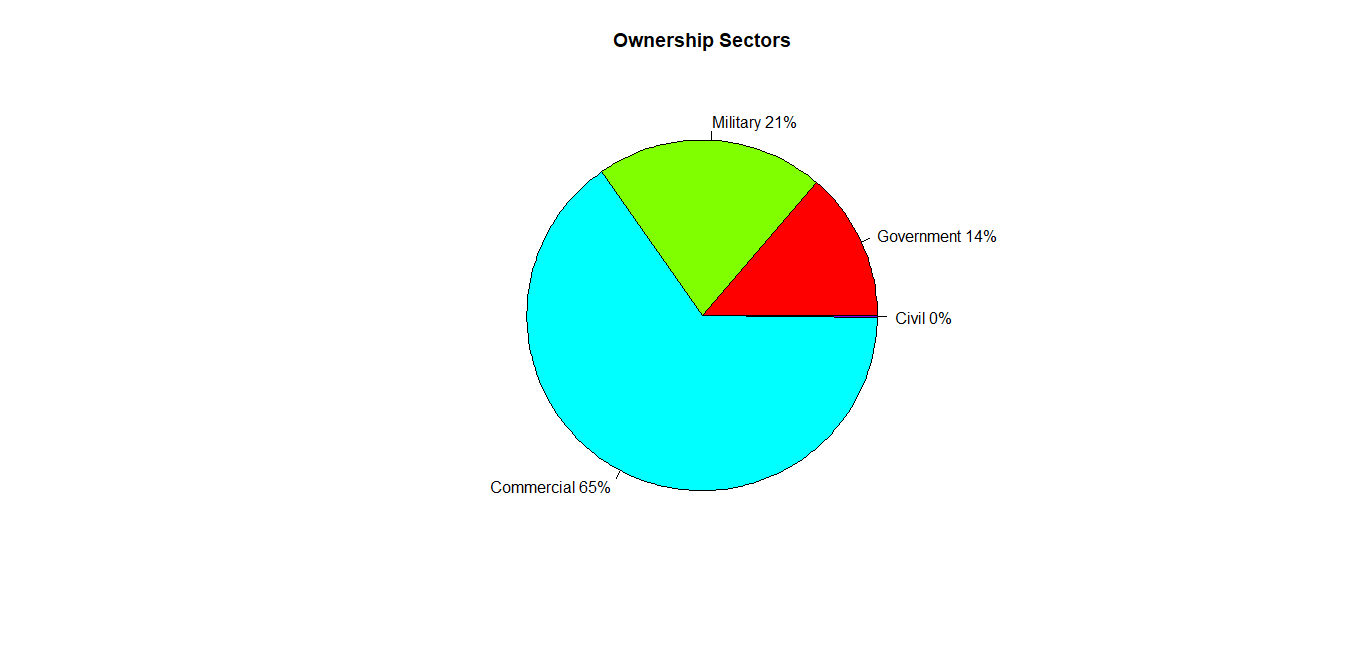 Ownership Sectors
Military 21%
Government 14%
Civil 0%
Commercial 65%